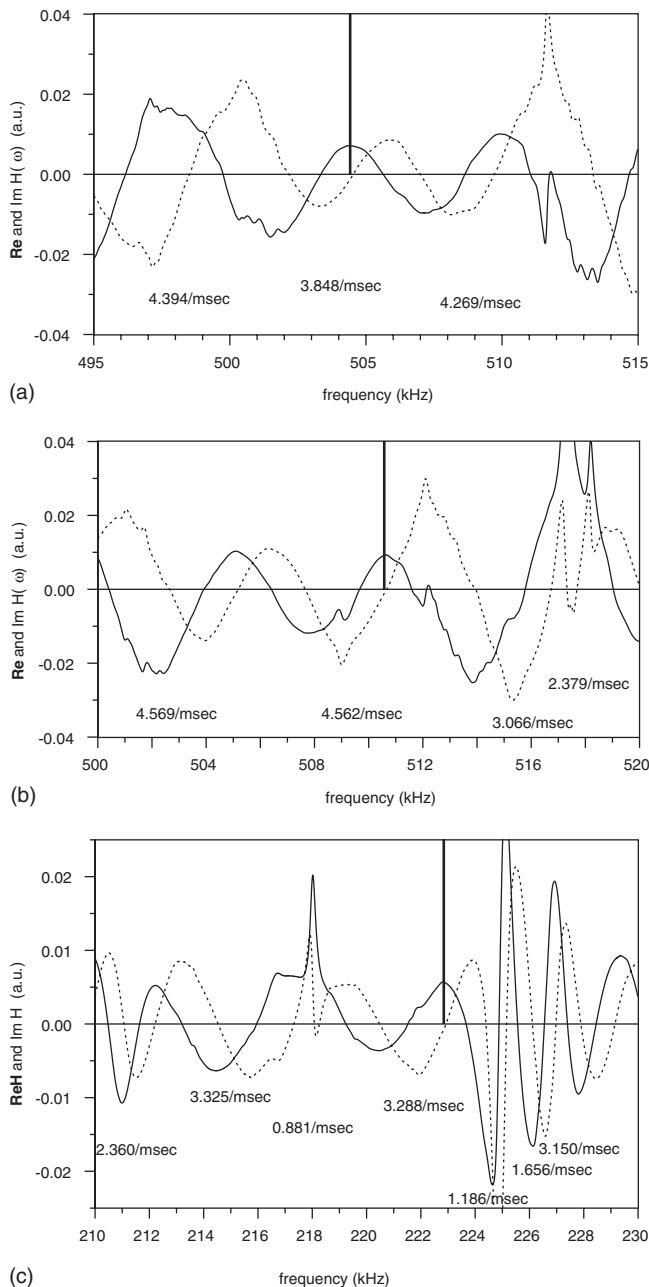 0.04
0.02
0.00
-0.02
-0.04
Re and Im H(ω) (a.u.)
4.394/msec
3.848/msec
4.269/msec
495
500
505
510
515
(a)
frequency (kHz)
0.04
0.02
0.00
-0.02
-0.04
Re and Im H(ω) (a.u.)
2.379/msec
4.569/msec
4.562/msec
3.066/msec
500
504
508
512
516
520
(b)
frequency (kHz)
0.02
0.01
0.00
-0.01
-0.02
ReH and Im H (a.u.)
3.325/msec
0.881/msec
3.288/msec
2.360/msec
3.150/msec
1.656/msec
1.186/msec
210
212
214
216
218
220
222
224
226
228
230
(c)
frequency (kHz)